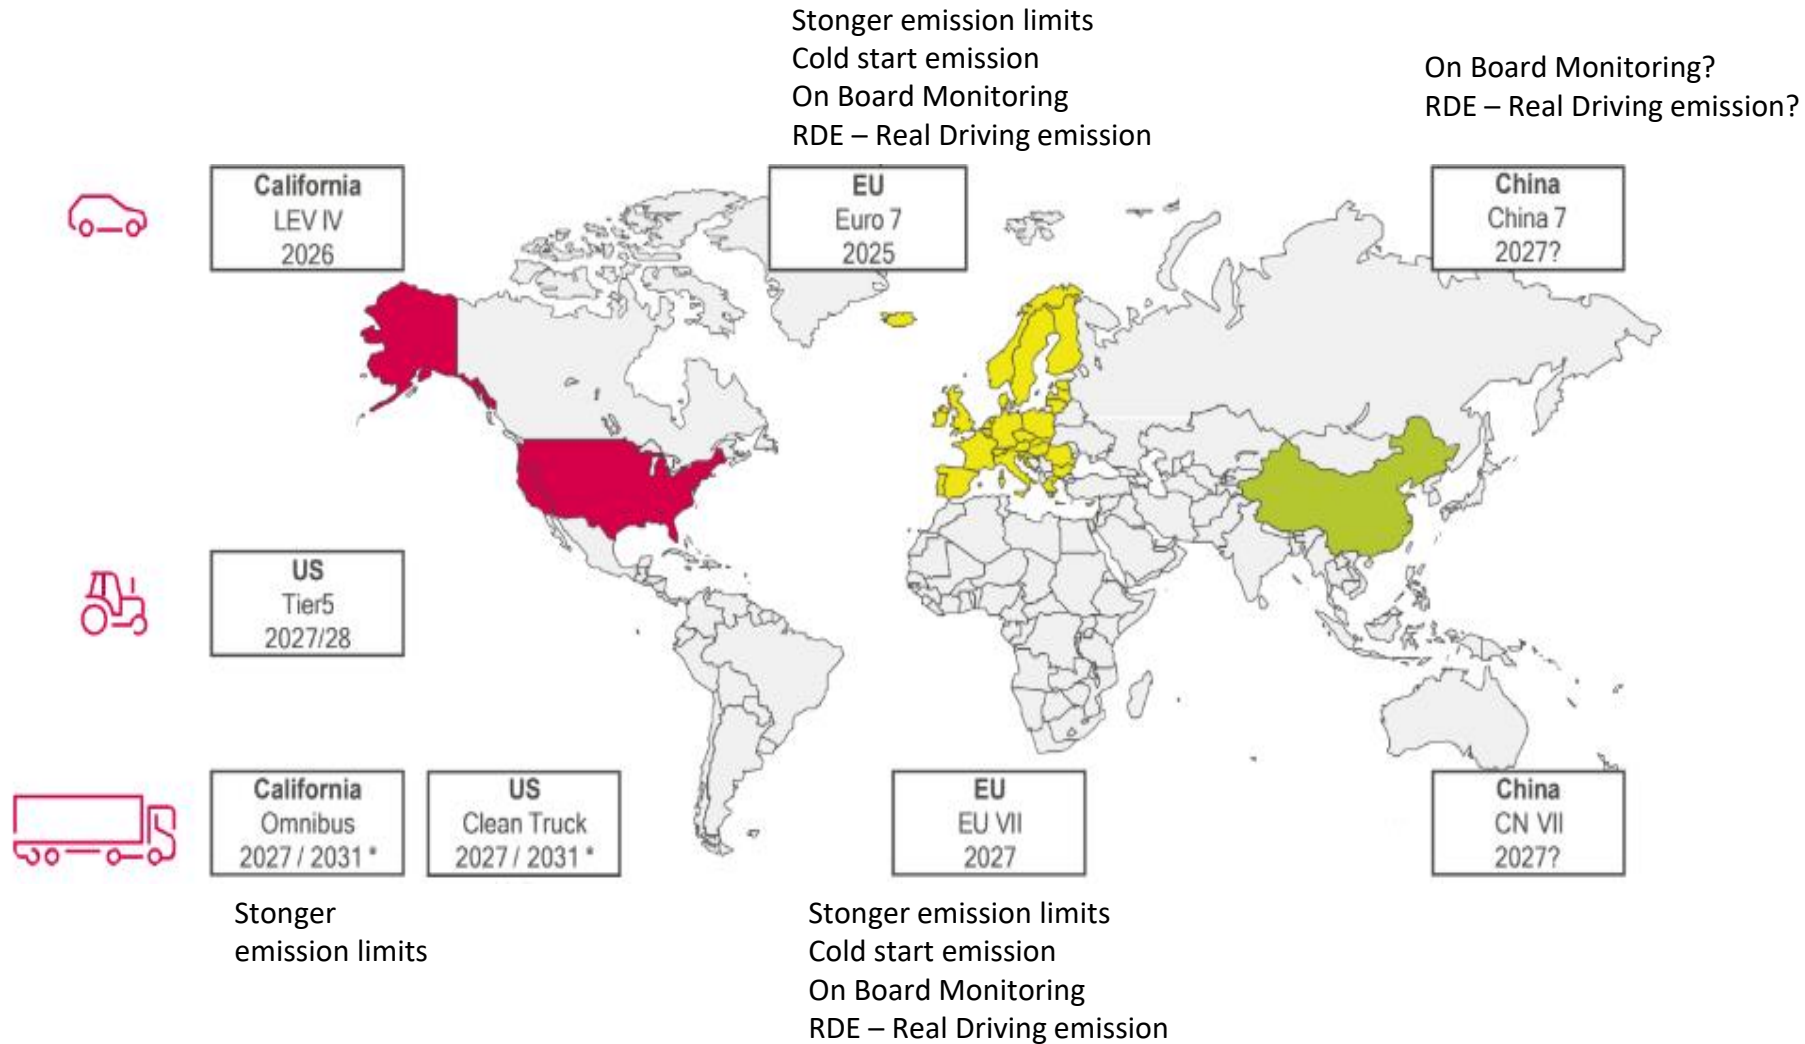 Stonger emission limits
Cold start emission
On Board Monitoring
RDE – Real Driving emission
On Board Monitoring?
RDE – Real Driving emission?
California
LEV IV
2026
EU
Euro 7
2025
China
China 7
2027?
US
Tier5
2027/28
California
Omnibus
2027 / 2031 *
US
Clean Truck
2027 / 2031 *
EU
EU VII
2027
China
CN VII
2027?
Stonger
emission limits
Stonger emission limits
Cold start emission
On Board Monitoring
RDE – Real Driving emission